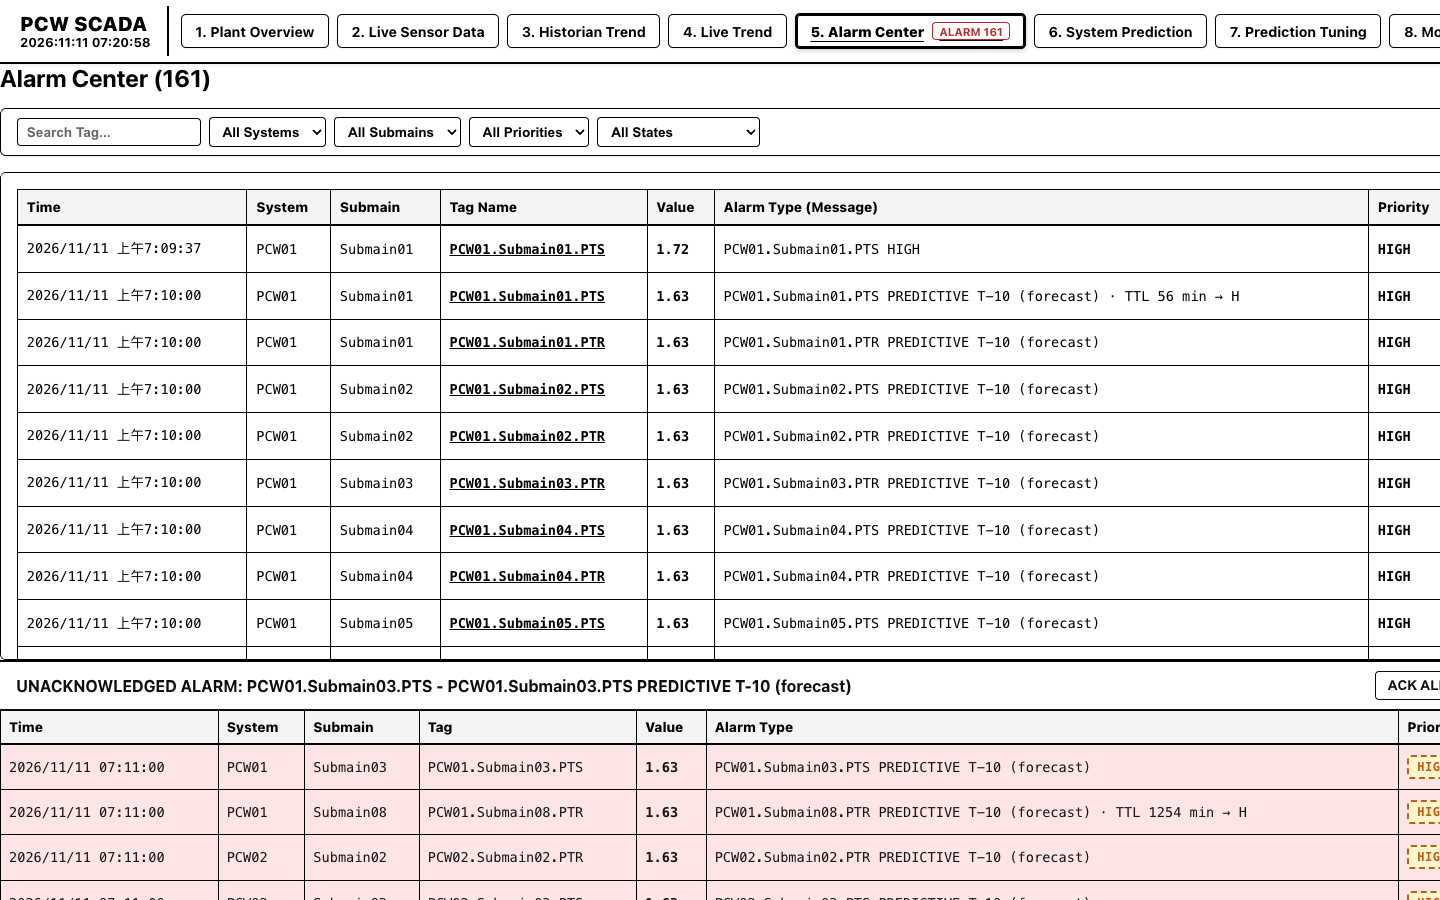 PCW SCADA
2026:11:11 07:20:58
1. Plant Overview
2. Live Sensor Data
3. Historian Trend
4. Live Trend
5. Alarm Center ALARM 161
6. System Prediction
7. Prediction Tuning
8. Mo
Alarm Center (161)
Search Tag... All Systems All Submains All Priorities All States
Time System Submain Tag Name Value Alarm Type (Message) Priority
2026/11/11 上午7:09:37 PCW01 Submain01 PCW01.Submain01.PTS 1.72 PCW01.Submain01.PTS HIGH HIGH
2026/11/11 上午7:10:00 PCW01 Submain01 PCW01.Submain01.PTS 1.63 PCW01.Submain01.PTS PREDICTIVE T−10 (forecast) · TTL 56 min → H HIGH
2026/11/11 上午7:10:00 PCW01 Submain01 PCW01.Submain01.PTR 1.63 PCW01.Submain01.PTR PREDICTIVE T−10 (forecast) HIGH
2026/11/11 上午7:10:00 PCW01 Submain02 PCW01.Submain02.PTS 1.63 PCW01.Submain02.PTS PREDICTIVE T−10 (forecast) HIGH
2026/11/11 上午7:10:00 PCW01 Submain02 PCW01.Submain02.PTR 1.63 PCW01.Submain02.PTR PREDICTIVE T−10 (forecast) HIGH
2026/11/11 上午7:10:00 PCW01 Submain03 PCW01.Submain03.PTR 1.63 PCW01.Submain03.PTR PREDICTIVE T−10 (forecast) HIGH
2026/11/11 上午7:10:00 PCW01 Submain04 PCW01.Submain04.PTS 1.63 PCW01.Submain04.PTS PREDICTIVE T−10 (forecast) HIGH
2026/11/11 上午7:10:00 PCW01 Submain04 PCW01.Submain04.PTR 1.63 PCW01.Submain04.PTR PREDICTIVE T−10 (forecast) HIGH
2026/11/11 上午7:10:00 PCW01 Submain05 PCW01.Submain05.PTS 1.63 PCW01.Submain05.PTS PREDICTIVE T−10 (forecast) HIGH
UNACKNOWLEDGED ALARM: PCW01.Submain03.PTS - PCW01.Submain03.PTS PREDICTIVE T-10 (forecast) ACK AL
Time System Submain Tag Value Alarm Type Prior
2026/11/11 07:11:00 PCW01 Submain03 PCW01.Submain03.PTS 1.63 PCW01.Submain03.PTS PREDICTIVE T−10 (forecast) HIG
2026/11/11 07:11:00 PCW01 Submain08 PCW01.Submain08.PTR 1.63 PCW01.Submain08.PTR PREDICTIVE T−10 (forecast) · TTL 1254 min → H HIG
2026/11/11 07:11:00 PCW02 Submain02 PCW02.Submain02.PTR 1.63 PCW02.Submain02.PTR PREDICTIVE T−10 (forecast) HIG